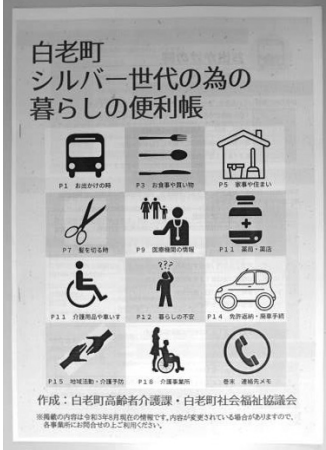 白老町
シルバー世代の為の
暮らしの便利帳
P1 お出かけの時
P3 お食事や買い物
P5 家事や住まい
P7 髪を切る時
P9 医療機関の情報
P11 薬局・薬店
P11 介護用品や車いす
???
P12 暮らしの不安
P14 免許返納・廃車手続
P15 地域活動・介護予防
P16 介護事業所
巻末 連絡先メモ
作成：白老町高齢者介護課・白老町社会福祉協議会
※掲載の内容は令和3年8月現在の情報です。内容が変更されている場合がありますので、
各事業所にお問合せの上ご利用ください。